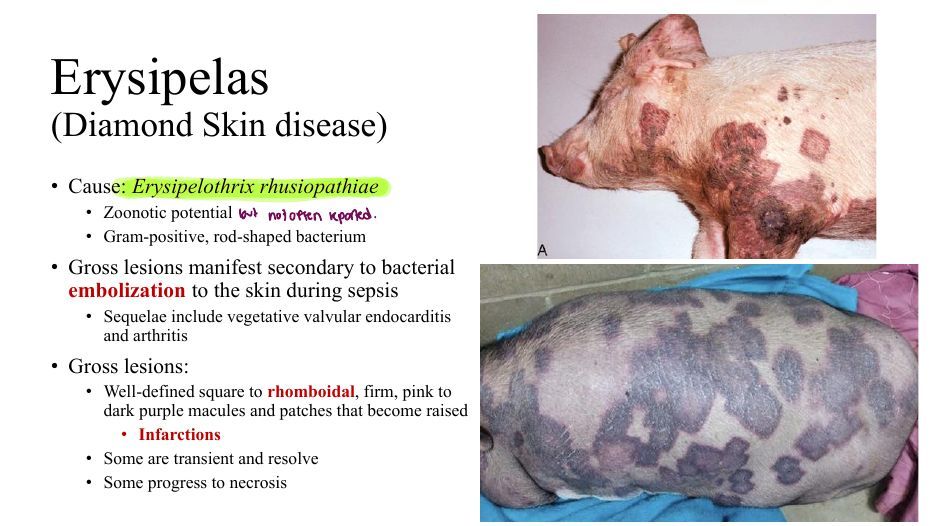 Erysipelas
(Diamond Skin disease)
• Cause: Erysipelothrix rhusiopathiae
• Zoonotic potential but not often reported.
• Gram-positive, rod-shaped bacterium
• Gross lesions manifest secondary to bacterial
embolization to the skin during sepsis
• Sequelae include vegetative valvular endocarditis
and arthritis
• Gross lesions:
• Well-defined square to rhomboidal, firm, pink to
dark purple macules and patches that become raised
• Infarctions
• Some are transient and resolve
• Some progress to necrosis
A